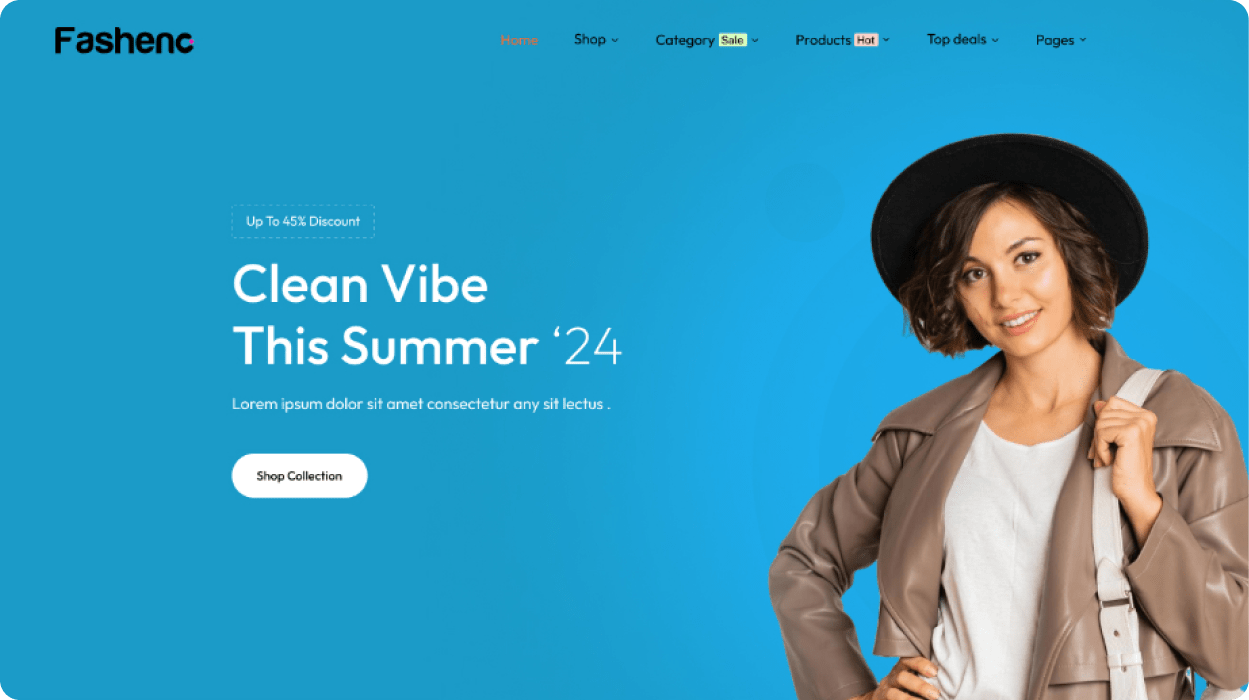 Fashenc
Home Shop Category Sale Products Hot Top deals Pages
Up To 45% Discount
Clean Vibe
This Summer ‘24
Lorem ipsum dolor sit amet consectetur any sit lectus .
Shop Collection